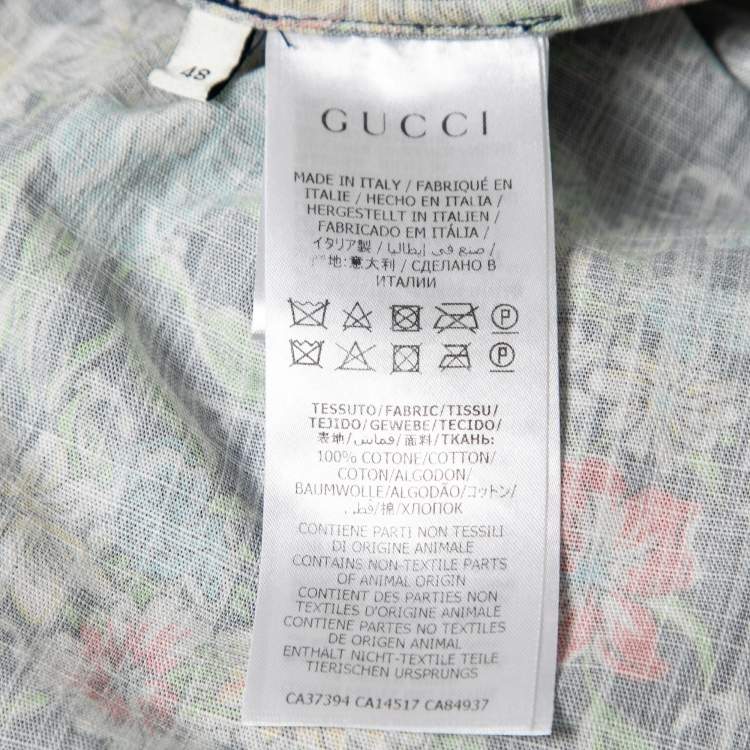 48
GUCCI
MADE IN ITALY / FABRIQUÉ EN
ITALIE / HECHO EN ITALIA /
HERGESTELLT IN ITALIEN /
FABRICADO EM ITÁLIA /
イタリア製 / صنع في إيطاليا /
地: 意大利 / СДЕЛАНО В
ИТАЛИИ
P
P
TESSUTO/FABRIC/TISSU/
TEJIDO/GEWEBE/TECIDO/
表地/قماس/面料/ТКАНЬ:
100% COTONE/COTTON/
COTON/ALGODON/
BAUMWOLLE/ALGODÃO/コットン/
قطن/棉/ХЛОПОК
CONTIENE PARTI NON TESSILI
DI ORIGINE ANIMALE
CONTAINS NON-TEXTILE PARTS
OF ANIMAL ORIGIN
CONTIENT DES PARTIES NON
TEXTILES D'ORIGINE ANIMALE
CONTIENE PARTES NO TEXTILES
DE ORIGEN ANIMAL
ENTHÄLT NICHT-TEXTILE TEILE
TIERISCHEN URSPRUNGS
CA37394 CA14517 CA84937